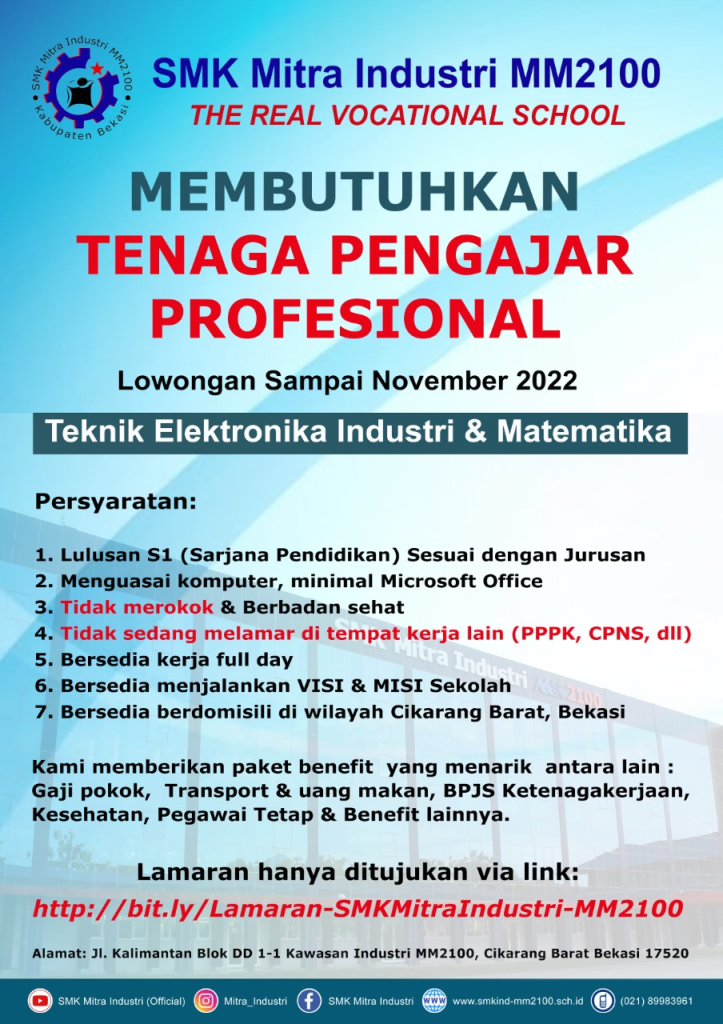 SMK Mitra Industri MM2100
Kabupaten Bekasi
SMK Mitra Industri MM2100
THE REAL VOCATIONAL SCHOOL
MEMBUTUHKAN
TENAGA PENGAJAR
PROFESIONAL
Lowongan Sampai November 2022
Teknik Elektronika Industri & Matematika
Persyaratan:
1. Lulusan S1 (Sarjana Pendidikan) Sesuai dengan Jurusan
2. Menguasai komputer, minimal Microsoft Office
3. Tidak merokok & Berbadan sehat
4. Tidak sedang melamar di tempat kerja lain (PPPK, CPNS, dll)
5. Bersedia kerja full day
6. Bersedia menjalankan VISI & MISI Sekolah
7. Bersedia berdomisili di wilayah Cikarang Barat, Bekasi
SMK Mitra Industri MM2100
Kami memberikan paket benefit yang menarik antara lain :
Gaji pokok, Transport & uang makan, BPJS Ketenagakerjaan,
Kesehatan, Pegawai Tetap & Benefit lainnya.
Lamaran hanya ditujukan via link:
http://bit.ly/Lamaran-SMKMitraIndustri-MM2100
Alamat: Jl. Kalimantan Blok DD 1-1 Kawasan Industri MM2100, Cikarang Barat Bekasi 17520
SMK Mitra Industri (Official) Mitra_Industri SMK Mitra Industri www.smkind-mm2100.sch.id (021) 89983961